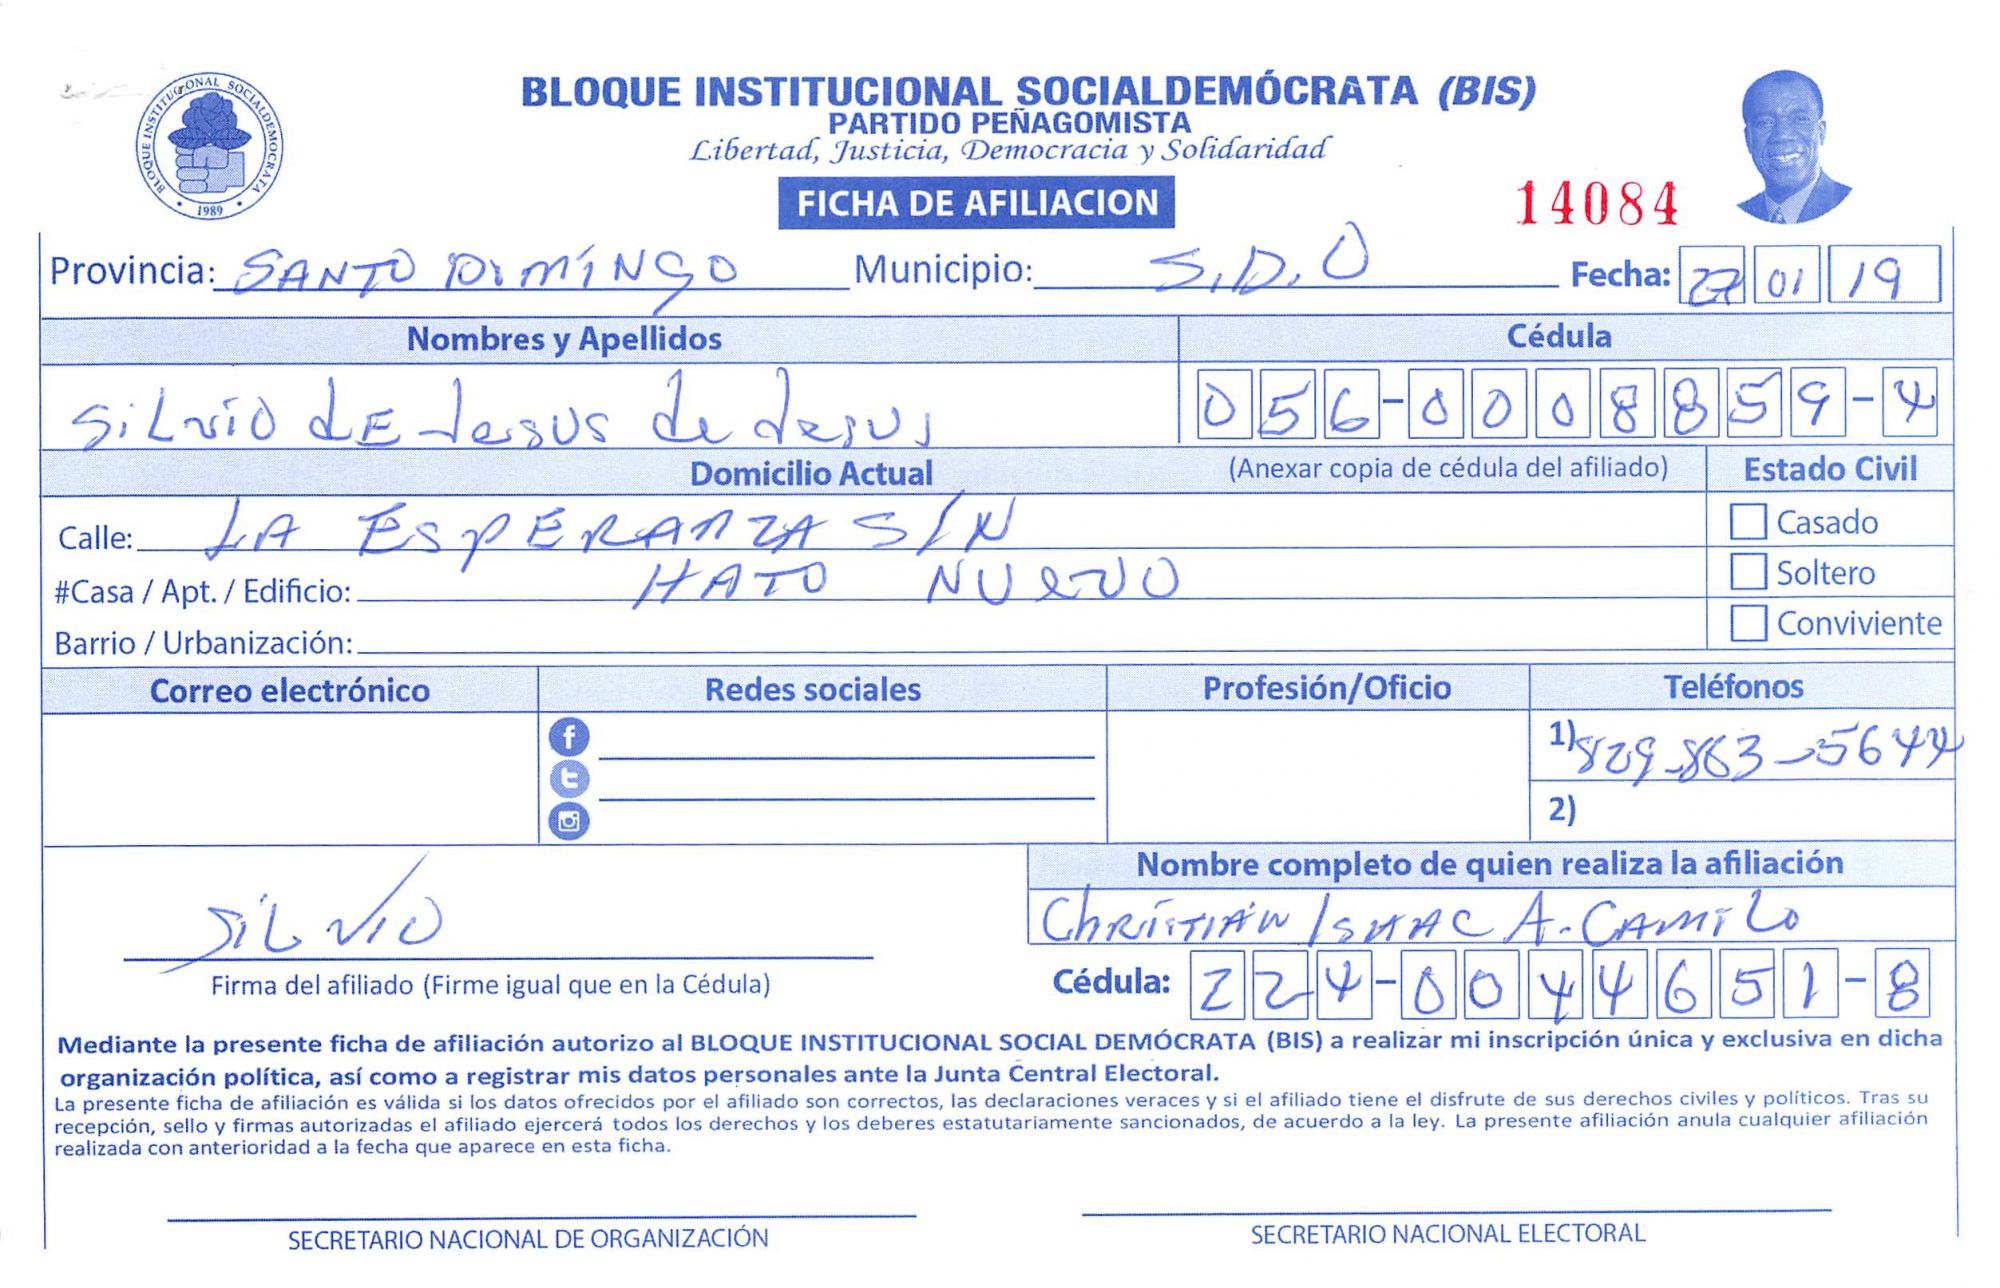 BLOQUE INSTITUCIONAL SOCIALDEMÓCRATA (BIS)
PARTIDO PEÑAGOMISTA
Libertad, Justicia, Democracia y Solidaridad
BLOQUE INSTITUCIONAL SOCIALDEMOCRATA
1989
FICHA DE AFILIACION
14084
Provincia: SANTO DOMINGO Municipio: S.D.O Fecha: 27 01 19
Nombres y Apellidos Cédula
SiLvio dE Jesus de Jesus 056-0008859-4
Domicilio Actual (Anexar copia de cédula del afiliado) Estado Civil
Calle: LA ESPERANZA S/N Casado
#Casa / Apt. / Edificio: HATO NUEVO Soltero
Barrio / Urbanización: Conviviente
Correo electrónico Redes sociales Profesión/Oficio Teléfonos
1) 829-863-5644
2)
Nombre completo de quien realiza la afiliación
SiLVIO ChRiSTIAN ISAAC A. CAMiLo
Firma del afiliado (Firme igual que en la Cédula) Cédula: 224-0044651-8
Mediante la presente ficha de afiliación autorizo al BLOQUE INSTITUCIONAL SOCIAL DEMÓCRATA (BIS) a realizar mi inscripción única y exclusiva en dicha
organización política, así como a registrar mis datos personales ante la Junta Central Electoral.
La presente ficha de afiliación es válida si los datos ofrecidos por el afiliado son correctos, las declaraciones veraces y si el afiliado tiene el disfrute de sus derechos civiles y políticos. Tras su
recepción, sello y firmas autorizadas el afiliado ejercerá todos los derechos y los deberes estatutariamente sancionados, de acuerdo a la ley. La presente afiliación anula cualquier afiliación
realizada con anterioridad a la fecha que aparece en esta ficha.
SECRETARIO NACIONAL DE ORGANIZACIÓN SECRETARIO NACIONAL ELECTORAL